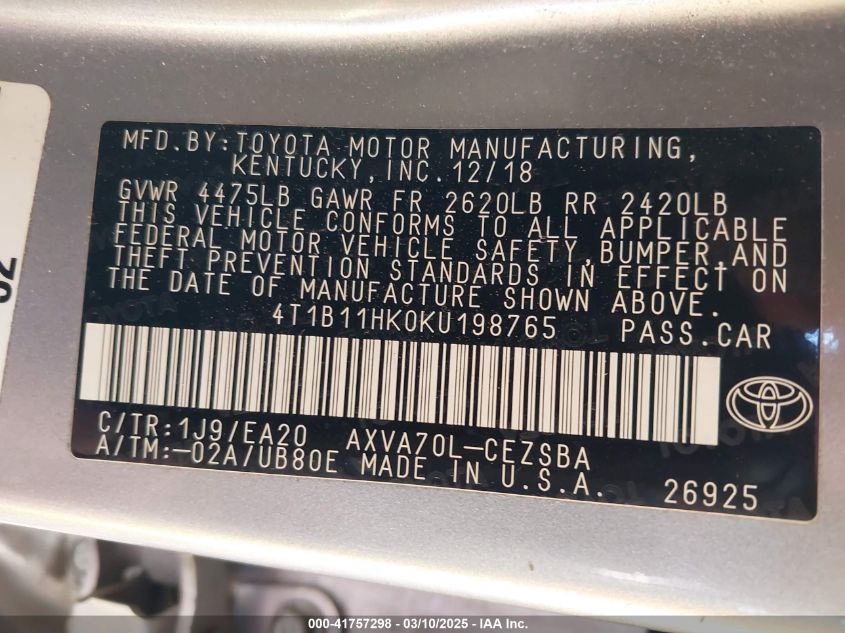 MFD.BY:TOYOTA MOTOR MANUFACTURING,
KENTUCKY,INC.12/18
GVWR 4475LB GAWR FR 2620LB RR 2420LB
THIS VEHICLE CONFORMS TO ALL APPLICABLE
FEDERAL MOTOR VEHICLE SAFETY,BUMPER,AND
THEFT PREVENTION STANDARDS IN EFFECT ON
THE DATE OF MANUFACTURE SHOWN ABOVE.
4T1B11HK0KU198765 PASS.CAR
C/TR:1J9/EA20 AXVA70L-CEZSBA
A/TM:-02A/UB80E MADE IN U.S.A. 26925
000-41757298 - 03/10/2025 - IAA Inc.